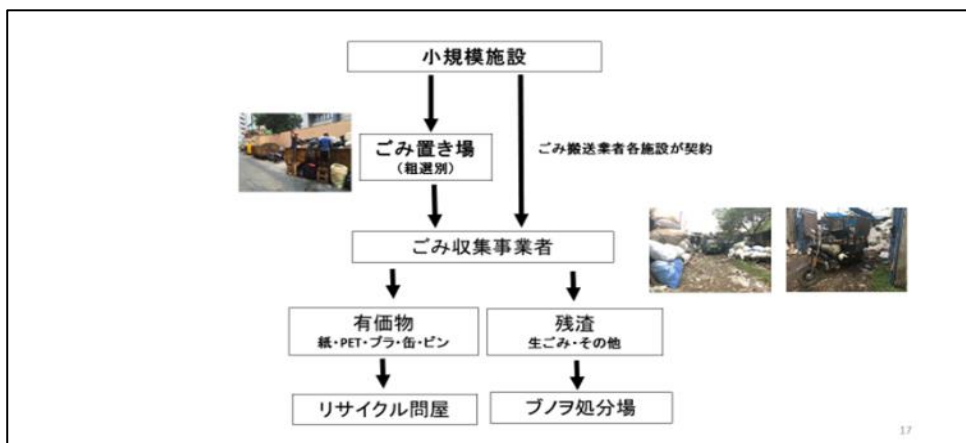 小規模施設
ごみ置き場
（粗選別）
ごみ搬送業者各施設が契約
ごみ収集事業者
有価物
紙・PET・プラ・缶・ビン
残渣
生ごみ・その他
リサイクル問屋
ブノヲ処分場
17